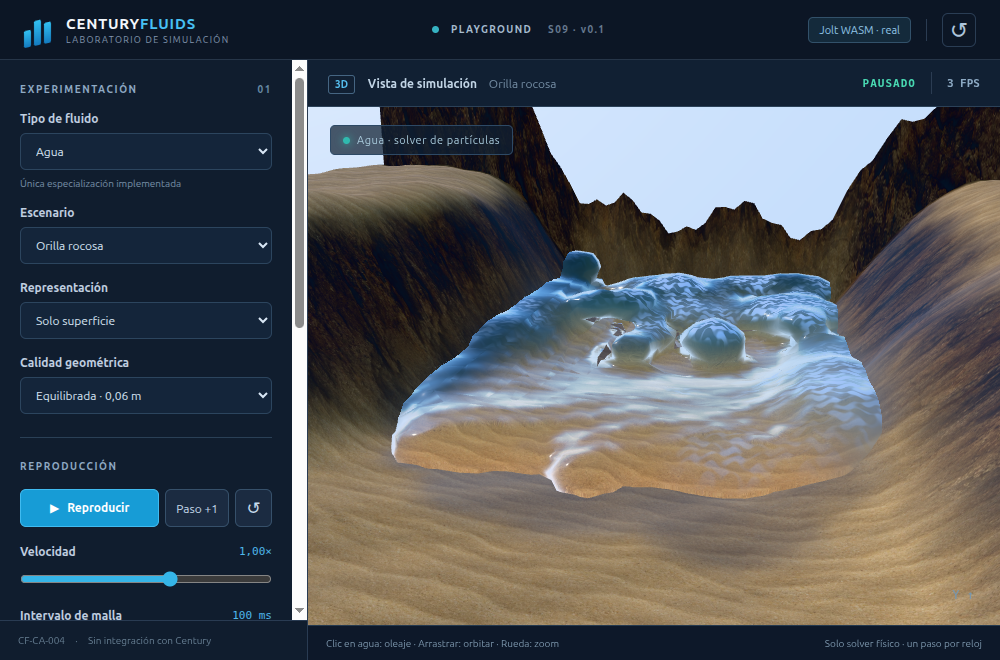 CENTURYFLUIDS
LABORATORIO DE SIMULACIÓN
PLAYGROUND S09 · v0.1
Jolt WASM · real
EXPERIMENTACIÓN 01
Tipo de fluido
Agua
Única especialización implementada
Escenario
Orilla rocosa
Representación
Solo superficie
Calidad geométrica
Equilibrada · 0,06 m
REPRODUCCIÓN
▶ Reproducir
Paso +1
Velocidad 1,00×
Intervalo de malla 100 ms
CF-CA-004 · Sin integración con Century
3D Vista de simulación Orilla rocosa
PAUSADO 3 FPS
Agua · solver de partículas
Clic en agua: oleaje · Arrastrar: orbitar · Rueda: zoom
Solo solver físico · un paso por reloj